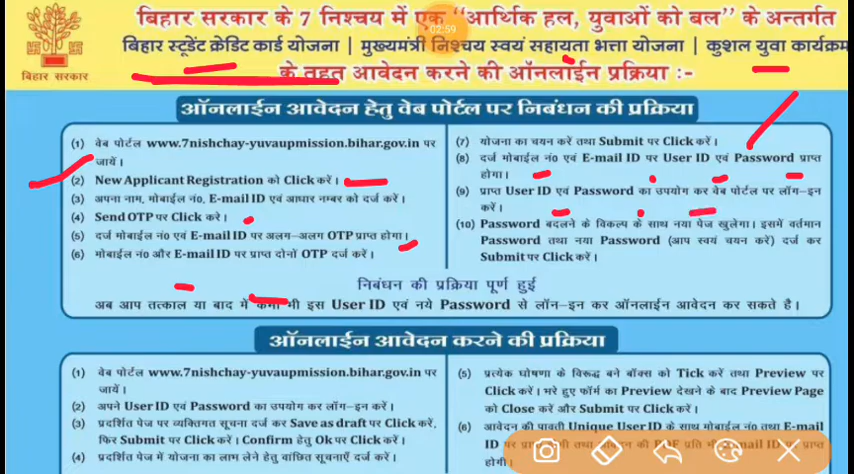 बिहार सरकार के 7 निश्चय में एक "आर्थिक हल, युवाओं को बल" के अन्तर्गत
02:59
बिहार स्टूडेंट क्रेडिट कार्ड योजना | मुख्यमंत्री निश्चय स्वयं सहायता भत्ता योजना | कुशल युवा कार्यक्रम
बिहार सरकार
के तहत आवेदन करने की ऑनलाईन प्रक्रिया :-
ऑनलाईन आवेदन हेतु वेब पोर्टल पर निबंधन की प्रक्रिया
(1) वेब पोर्टल www.7nishchay-yuvaupmission.bihar.gov.in पर
जायें।
(2) New Applicant Registration को Click करें।
(3) अपना नाम, मोबाईल नं०, E-mail ID एवं आधार नम्बर को दर्ज करें।
(4) Send OTP पर Click करे।
(5) दर्ज मोबाईल नं० एवं E-mail ID पर अलग-अलग OTP प्राप्त होगा।
(6) मोबाईल नं० और E-mail ID पर प्राप्त दोनों OTP दर्ज करें।
(7) योजना का चयन करें तथा Submit पर Click करें।
(8) दर्ज मोबाईल नं० एवं E-mail ID पर User ID एवं Password प्राप्त
होगा।
(9) प्राप्त User ID एवं Password का उपयोग कर वेब पोर्टल पर लॉग-इन
करें।
(10) Password बदलने के विकल्प के साथ नया पेज खुलेगा। इसमें वर्तमान
Password तथा नया Password (आप स्वयं चयन करें) दर्ज कर
Submit पर Click करें।
निबंधन की प्रक्रिया पूर्ण हुई
अब आप तत्काल या बाद में कभी भी इस User ID एवं नये Password से लॉन-इन कर ऑनलाईन आवेदन कर सकते है।
ऑनलाईन आवेदन करने की प्रक्रिया
(1) वेब पोर्टल www.7nishchay-yuvaupmission.bihar.gov.in पर
जायें।
(2) अपने User ID एवं Password का उपयोग कर लॉग-इन करें।
(3) प्रदर्शित पेज पर व्यक्तिगत सूचना दर्ज कर Save as draft पर Click करें,
फिर Submit पर Click करें। Confirm हेतु Ok पर Click करें।
(4) प्रदर्शित पेज में योजना का लाभ लेने हेतु वांछित सूचनाएँ दर्ज करें।
(5) प्रत्येक घोषणा के विरूद्ध बने बॉक्स को Tick करें तथा Preview पर
Click करें। भरे हुए फॉर्म का Preview देखने के बाद Preview Page
को Close करें और Submit पर Click करें।
(6) आवेदन की पावती Unique User ID के साथ मोबाईल नं० तथा E-mail
ID पर की प्रति भी ID पर प्राप्त
होगी।